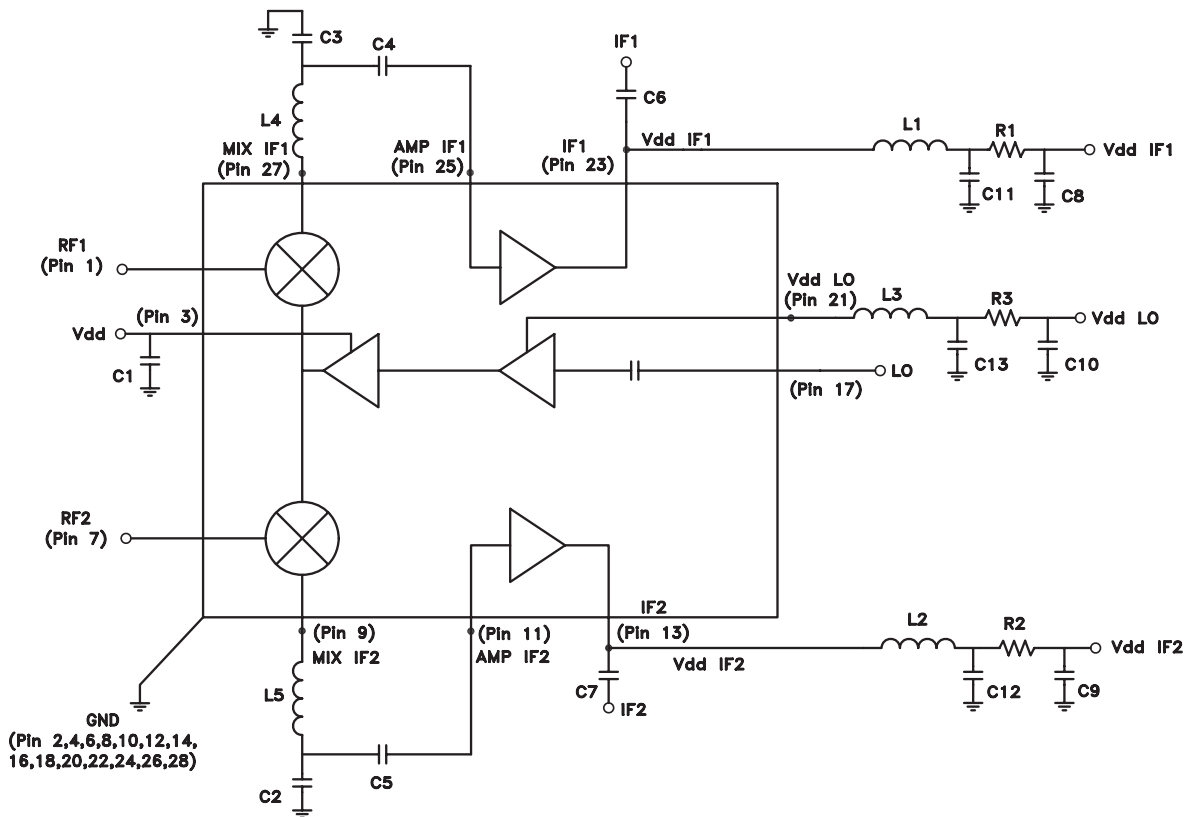 C3
C4
IF1
C6
L4
MIX IF1
(Pin 27)
AMP IF1
(Pin 25)
IF1
(Pin 23)
Vdd IF1
L1
R1
Vdd IF1
C11
C8
RF1
(Pin 1)
Vdd
(Pin 3)
C1
Vdd LO
(Pin 21)
L3
R3
Vdd LO
C13
C10
LO
(Pin 17)
RF2
(Pin 7)
IF2
(Pin 9)
MIX IF2
(Pin 11)
AMP IF2
(Pin 13)
Vdd IF2
L2
R2
Vdd IF2
C12
C9
L5
C7
IF2
GND
(Pin 2,4,6,8,10,12,14,
16,18,20,22,24,26,28)
C5
C2